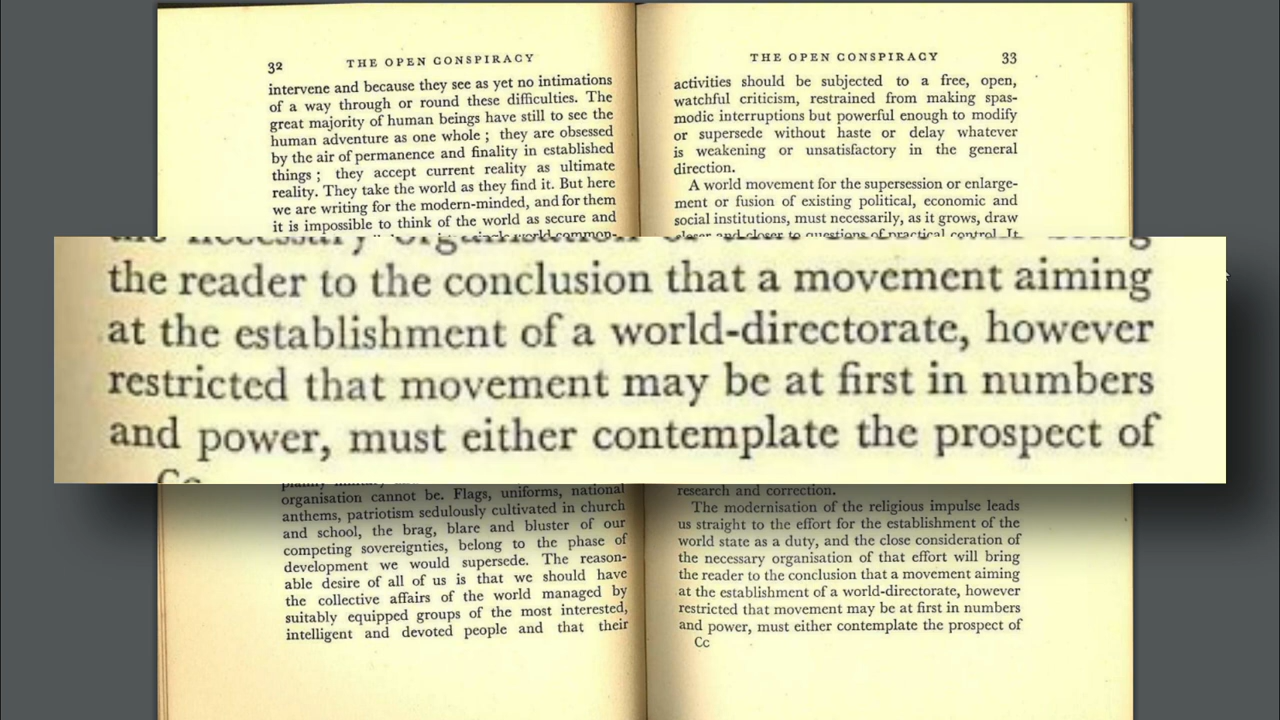 32 THE OPEN CONSPIRACY
intervene and because they see as yet no intimations
of a way through or round these difficulties. The
great majority of human beings have still to see the
human adventure as one whole ; they are obsessed
by the air of permanence and finality in established
things ; they accept current reality as ultimate
reality. They take the world as they find it. But here
we are writing for the modern-minded, and for them
it is impossible to think of the world as secure and
organisation cannot be. Flags, uniforms, national
anthems, patriotism sedulously cultivated in church
and school, the brag, blare and bluster of our
competing sovereignties, belong to the phase of
development we would supersede. The reason-
able desire of all of us is that we should have
the collective affairs of the world managed by
suitably equipped groups of the most interested,
intelligent and devoted people and that their
THE OPEN CONSPIRACY 33
activities should be subjected to a free, open,
watchful criticism, restrained from making spas-
modic interruptions but powerful enough to modify
or supersede without haste or delay whatever
is weakening or unsatisfactory in the general
direction.
A world movement for the supersession or enlarge-
ment or fusion of existing political, economic and
social institutions, must necessarily, as it grows, draw
closer and closer to questions of practical control. It
the reader to the conclusion that a movement aiming
at the establishment of a world-directorate, however
restricted that movement may be at first in numbers
and power, must either contemplate the prospect of
research and correction.
The modernisation of the religious impulse leads
us straight to the effort for the establishment of the
world state as a duty, and the close consideration of
the necessary organisation of that effort will bring
the reader to the conclusion that a movement aiming
at the establishment of a world-directorate, however
restricted that movement may be at first in numbers
and power, must either contemplate the prospect of
Cc